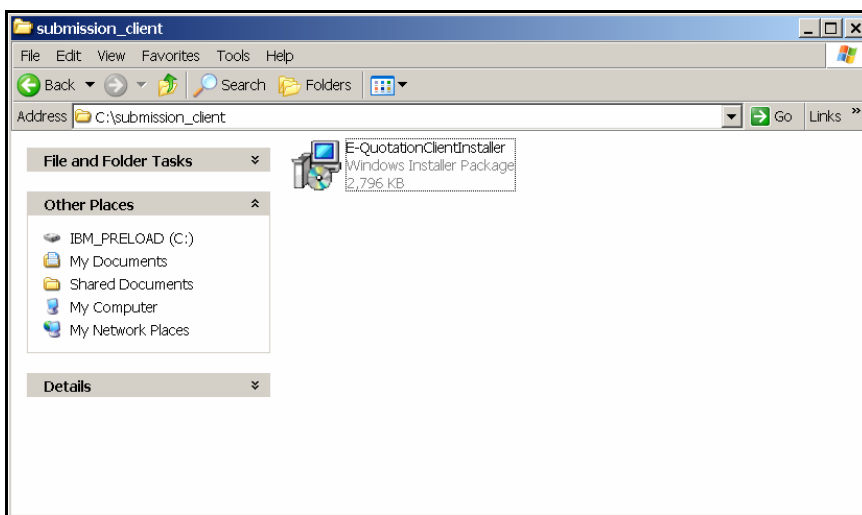 submission_client
File Edit View Favorites Tools Help
Back Search Folders
Address C:\submission_client Go Links »
File and Folder Tasks
Other Places
IBM_PRELOAD (C:)
My Documents
Shared Documents
My Computer
My Network Places
Details
E-QuotationClientInstaller
Windows Installer Package
2,796 KB